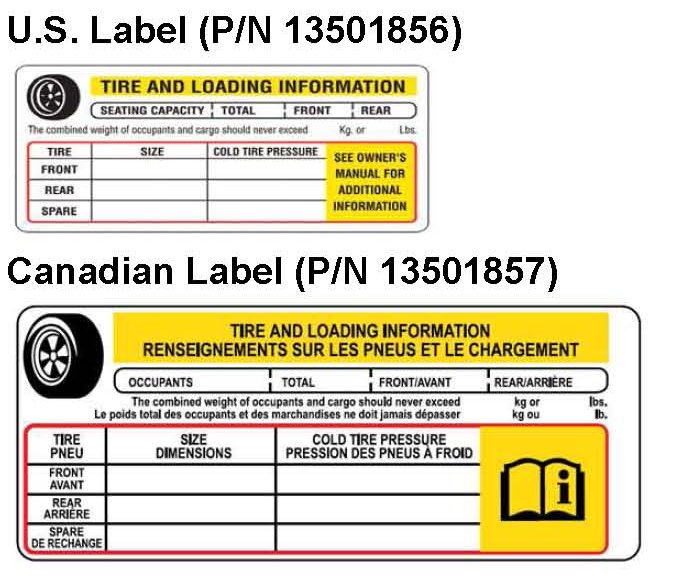 U.S. Label (P/N 13501856)
TIRE AND LOADING INFORMATION
SEATING CAPACITY TOTAL FRONT REAR
The combined weight of occupants and cargo should never exceed Kg. or Lbs.
TIRE SIZE COLD TIRE PRESSURE SEE OWNER'S
FRONT MANUAL FOR
REAR ADDITIONAL
SPARE INFORMATION
Canadian Label (P/N 13501857)
TIRE AND LOADING INFORMATION
RENSEIGNEMENTS SUR LES PNEUS ET LE CHARGEMENT
OCCUPANTS TOTAL FRONT/AVANT REAR/ARRIÈRE
The combined weight of occupants and cargo should never exceed kg or lbs.
Le poids total des occupants et des marchandises ne doit jamais dépasser kg ou lb.
TIRE SIZE COLD TIRE PRESSURE
PNEU DIMENSIONS PRESSION DES PNEUS À FROID
FRONT
AVANT
REAR
ARRIÈRE
SPARE
DE RECHANGE
i